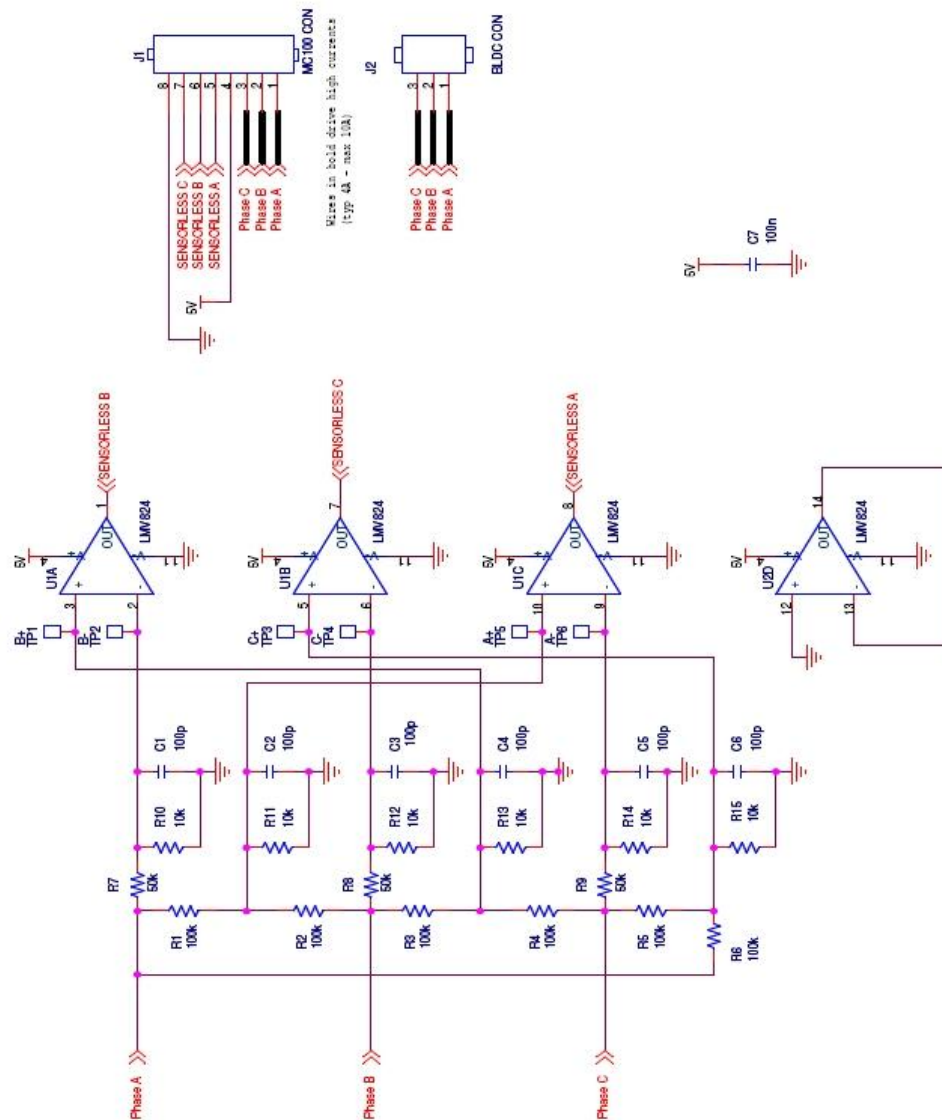 J1
8
7
6
5
4
3
2
1
MC100 CON
SENSORLESS C
SENSORLESS B
SENSORLESS A
Phase C
Phase B
Phase A
5V
Wires in bold drive high currents
(typ 4A - max 10A)
J2
3
2
1
BLDC CON
Phase C
Phase B
Phase A
5V
C7
100n
SENSORLESS B
5V
4
U1A
3
2
+
-
OUT
1
LMV824
11
B+
TP1
B-
TP2
SENSORLESS C
5V
4
U1B
5
6
+
-
OUT
7
LMV824
11
C+
TP3
C-
TP4
SENSORLESS A
5V
4
U1C
10
9
+
-
OUT
8
LMV824
11
A+
TP5
A-
TP6
5V
4
U2D
12
13
+
-
OUT
14
LMV824
11
C1
100p
C2
100p
C3
100p
C4
100p
C5
100p
C6
100p
R10
10k
R11
10k
R12
10k
R13
10k
R14
10k
R15
10k
R7
50k
R8
50k
R9
50k
R1
100k
R2
100k
R3
100k
R4
100k
R5
100k
R6
100k
Phase A
Phase B
Phase C